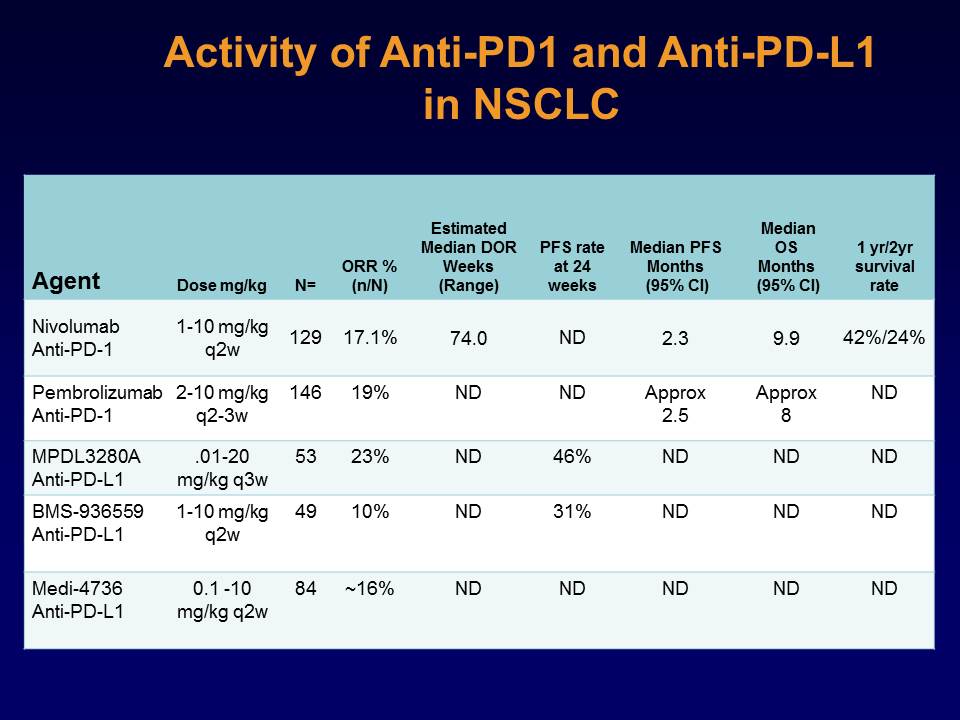 Activity of Anti-PD1 and Anti-PD-L1
in NSCLC
Agent
Dose mg/kg
N=
ORR %
(n/N)
Estimated
Median DOR
Weeks
(Range)
PFS rate
at 24
weeks
Median PFS
Months
(95% CI)
Median
OS
Months
(95% CI)
1 yr/2yr
survival
rate
Nivolumab
Anti-PD-1
1-10 mg/kg
q2w
129
17.1%
74.0
ND
2.3
9.9
42%/24%
Pembrolizumab
Anti-PD-1
2-10 mg/kg
q2-3w
146
19%
ND
ND
Approx
2.5
Approx
8
ND
MPDL3280A
Anti-PD-L1
.01-20
mg/kg q3w
53
23%
ND
46%
ND
ND
ND
BMS-936559
Anti-PD-L1
1-10 mg/kg
q2w
49
10%
ND
31%
ND
ND
ND
Medi-4736
Anti-PD-L1
0.1 -10
mg/kg q2w
84
~16%
ND
ND
ND
ND
ND